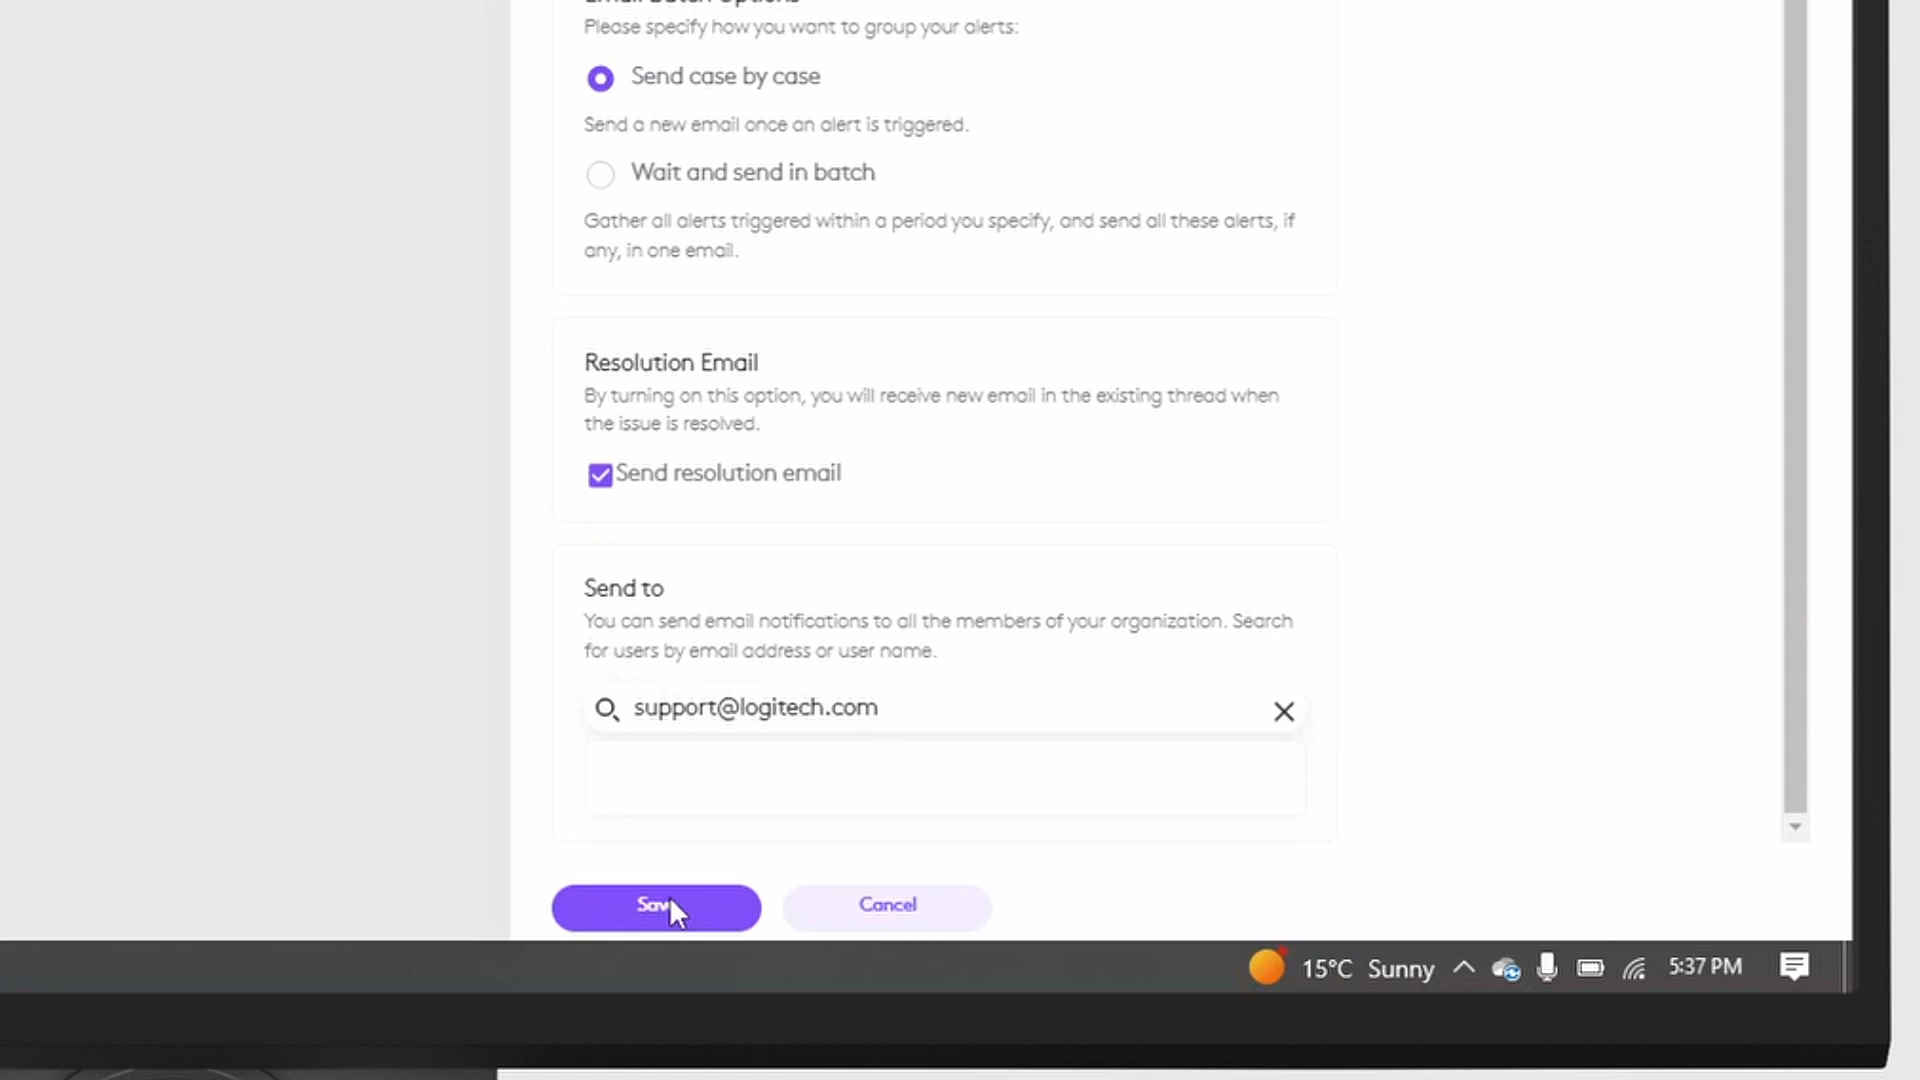 Email Batch Options
Please specify how you want to group your alerts:
Send case by case
Send a new email once an alert is triggered.
Wait and send in batch
Gather all alerts triggered within a period you specify, and send all these alerts, if
any, in one email.
Resolution Email
By turning on this option, you will receive new email in the existing thread when
the issue is resolved.
Send resolution email
Send to
You can send email notifications to all the members of your organization. Search
for users by email address or user name.
support@logitech.com
Save Cancel
15°C Sunny 5:37 PM